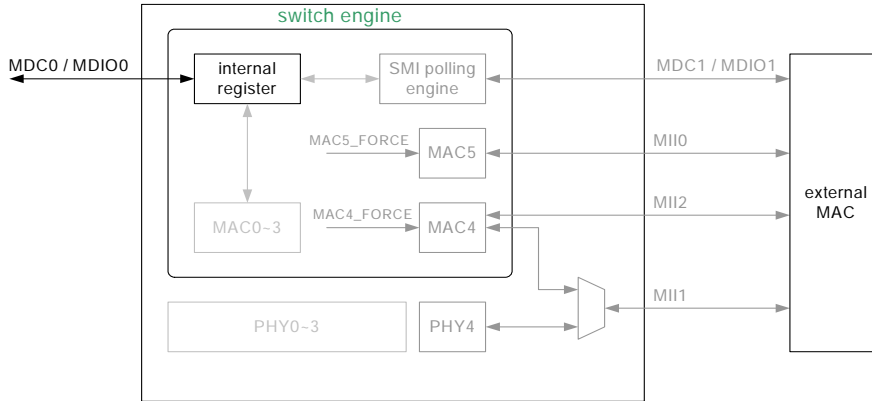 switch engine
MDC0 / MDIO0
internal
register
SMI polling
engine
MDC1 / MDIO1
MAC5_FORCE
MAC5
MII0
external
MAC
MAC0~3
MAC4_FORCE
MAC4
MII2
MII1
PHY0~3
PHY4